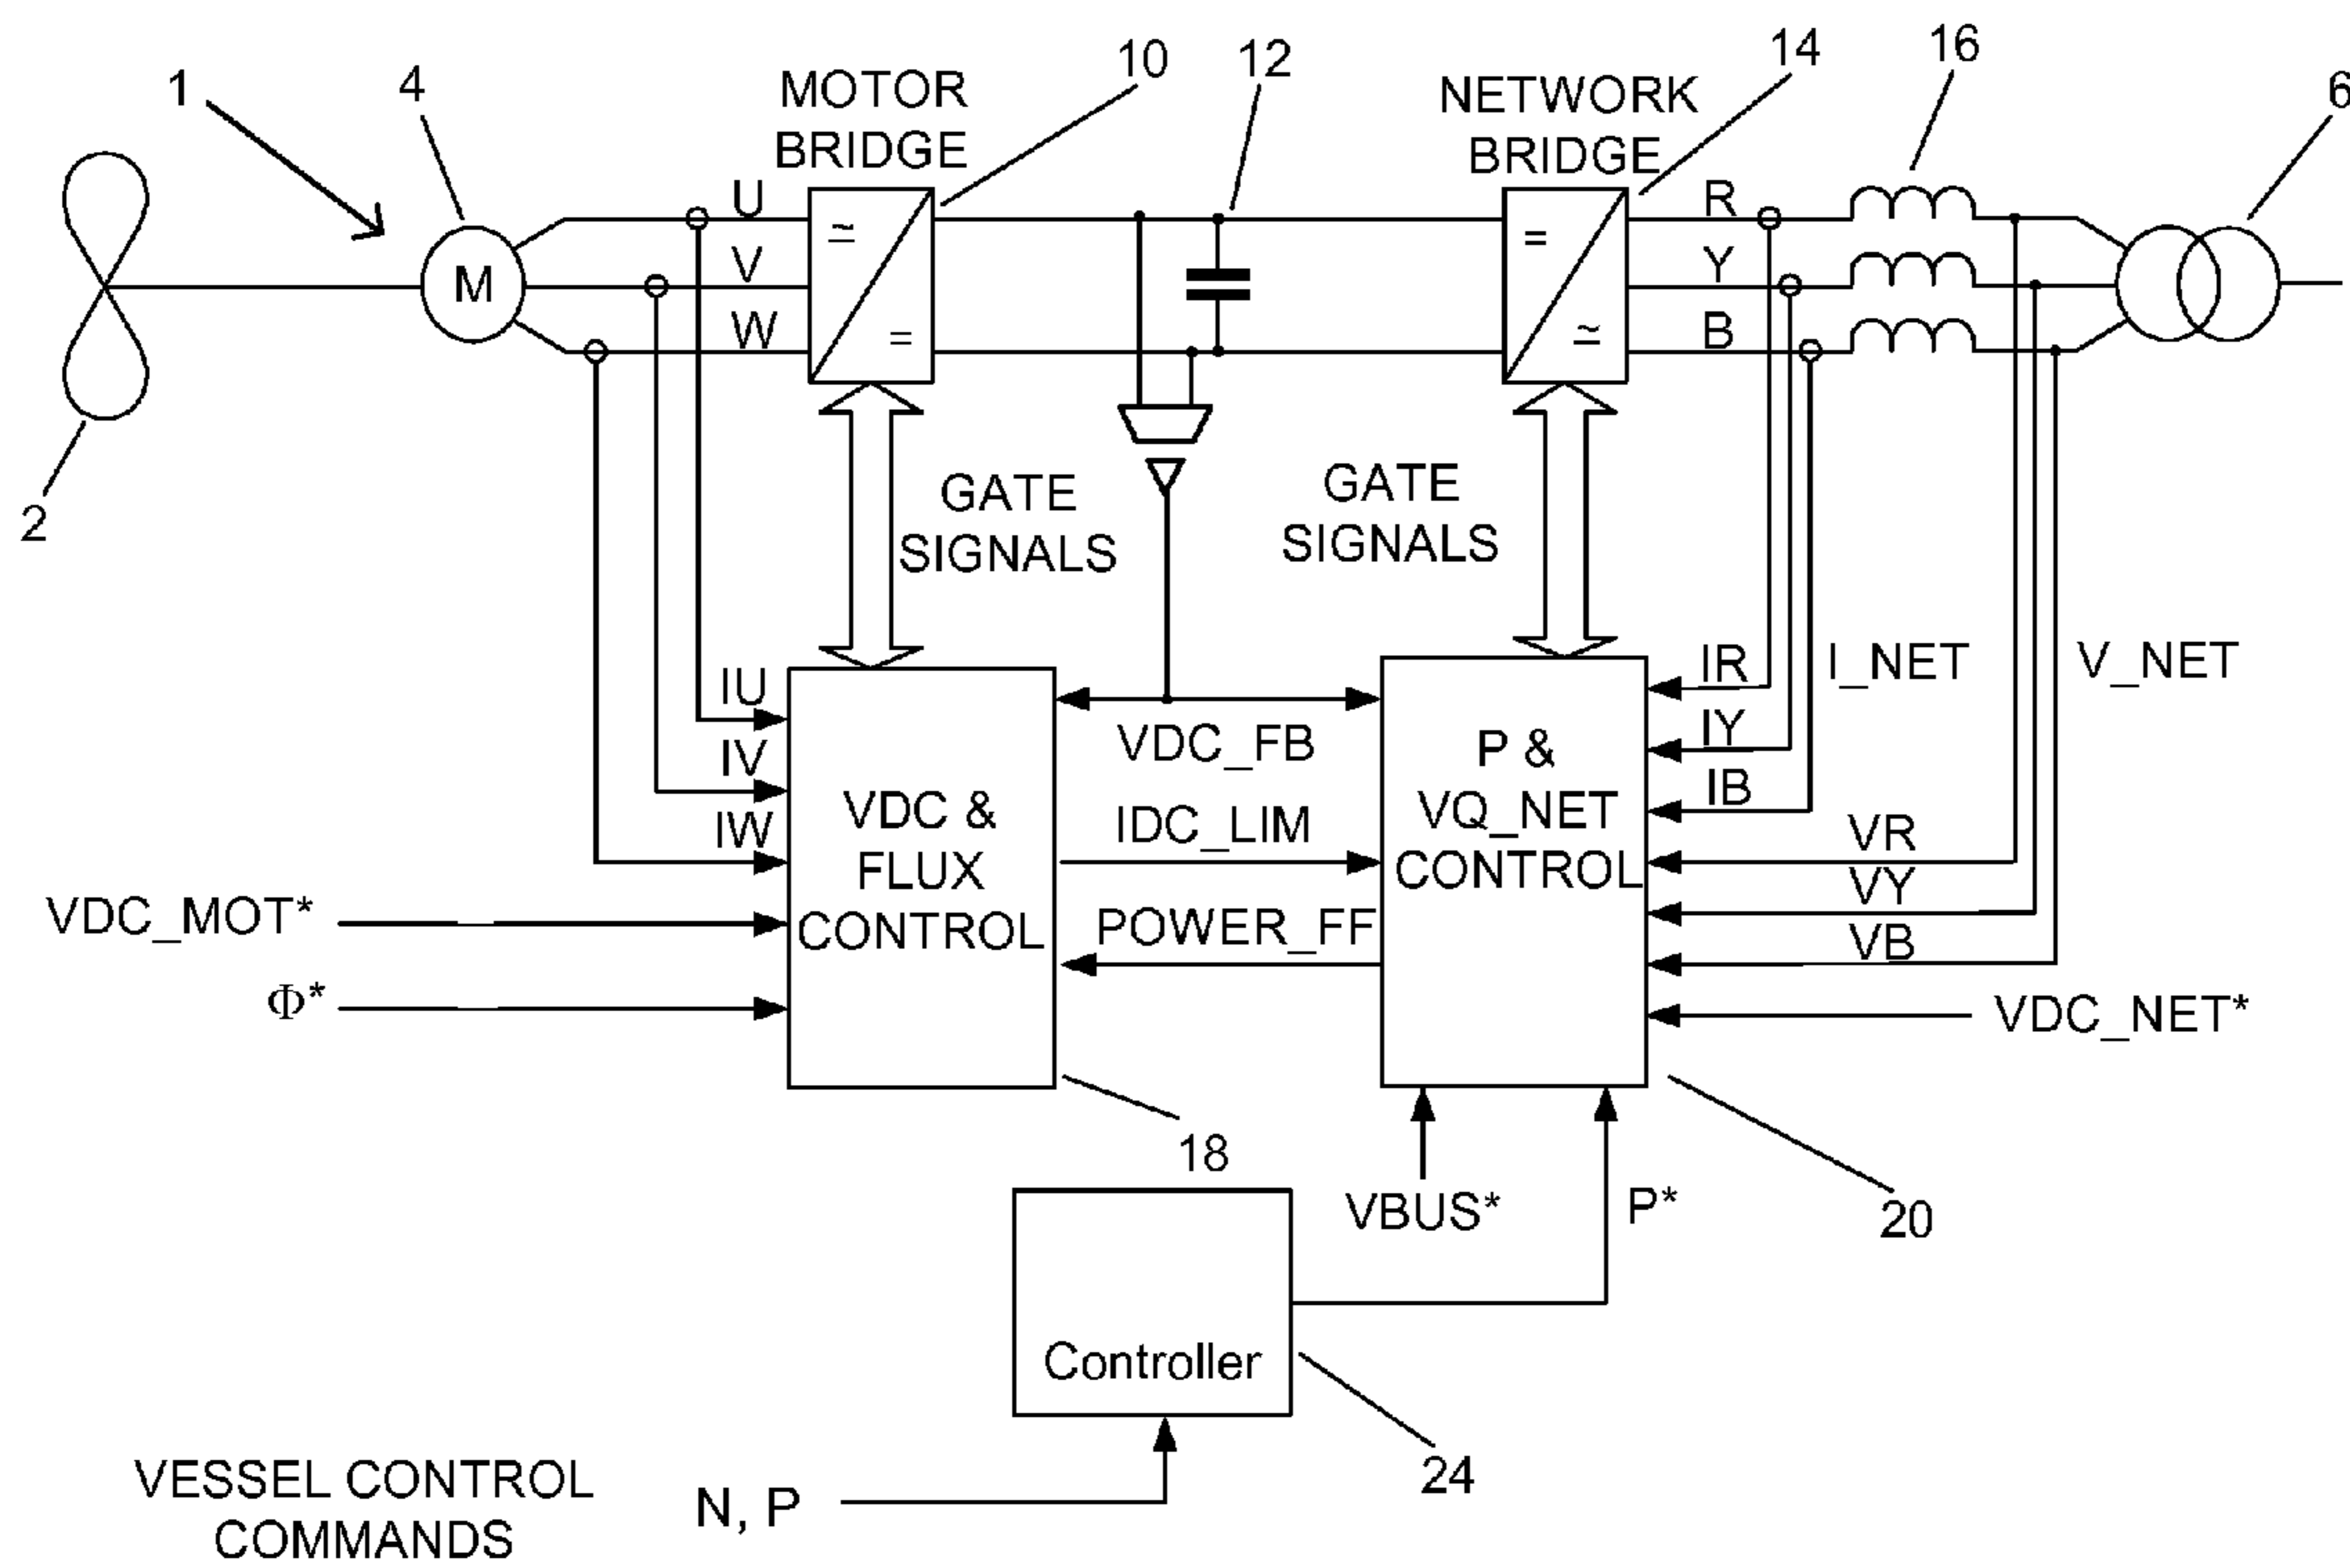 1
4
MOTOR
BRIDGE
10
12
NETWORK
BRIDGE
14
16
6
U
V
W
≃
=
M
=
≃
R
Y
B
2
GATE
SIGNALS
GATE
SIGNALS
IU
IV
IW
VDC_MOT*
Φ*
VDC &
FLUX
CONTROL
VDC_FB
IDC_LIM
POWER_FF
P &
VQ_NET
CONTROL
IR
IY
IB
I_NET
V_NET
VR
VY
VB
VDC_NET*
18
VBUS*
P*
20
Controller
24
VESSEL CONTROL
COMMANDS
N, P